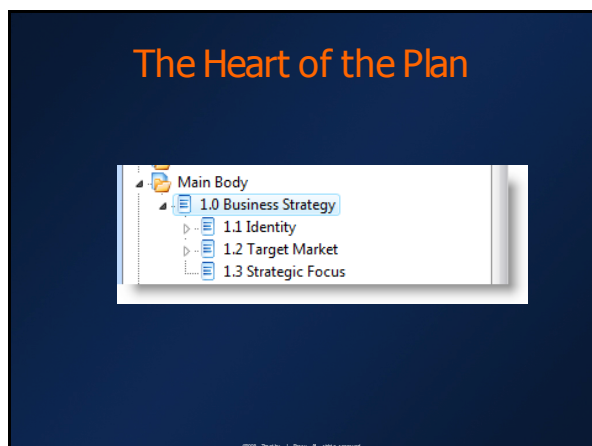 The Heart of the Plan
Main Body
1.0 Business Strategy
1.1 Identity
1.2 Target Market
1.3 Strategic Focus